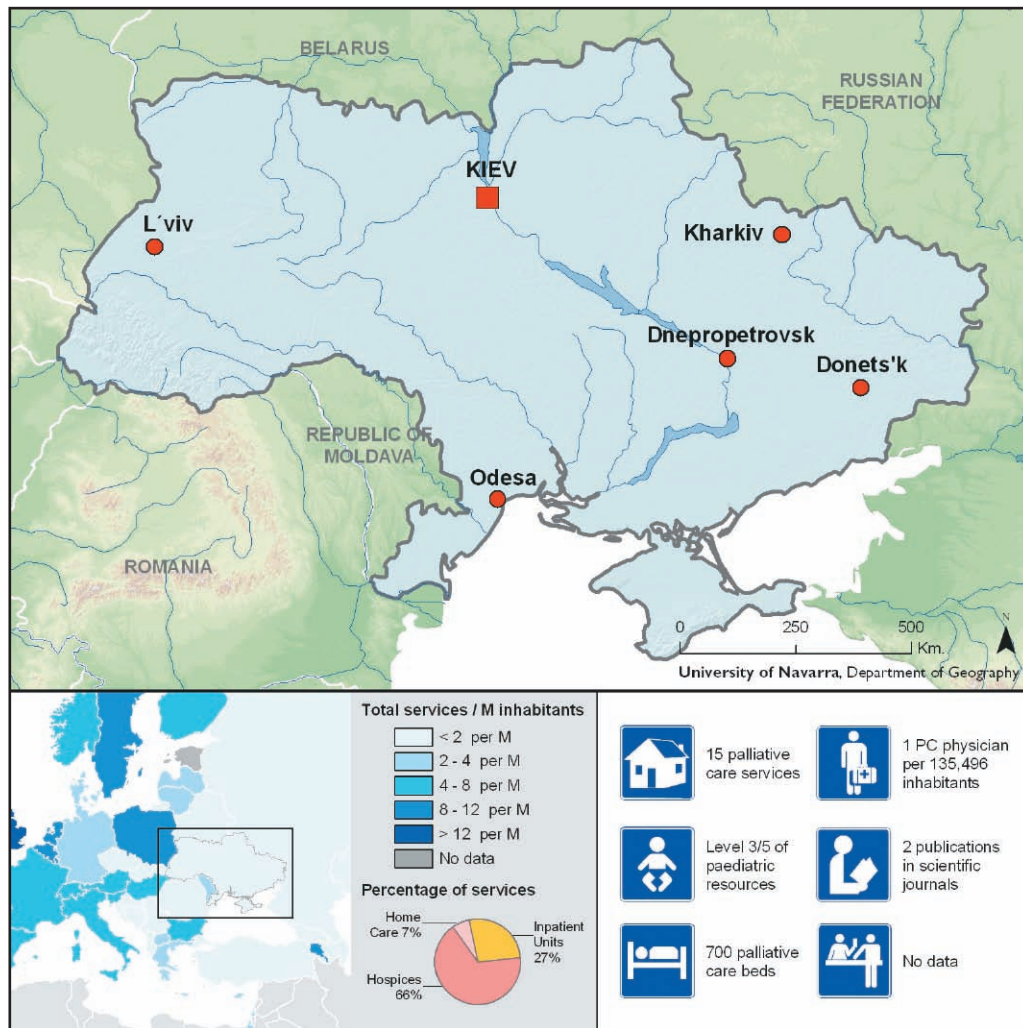 BELARUS
RUSSIAN
FEDERATION
KIEV
L´viv
Kharkiv
Dnepropetrovsk
Donets'k
REPUBLIC OF
MOLDAVA
Odesa
ROMANIA
N
0 250 500
Km.
University of Navarra, Department of Geography
Total services / M inhabitants
< 2 per M
2 - 4 per M
4 - 8 per M
8 - 12 per M
> 12 per M
No data
Percentage of services
Home
Care 7%
Inpatient
Units
27%
Hospices
66%
15 palliative
care services
1 PC physician
per 135,496
inhabitants
Level 3/5 of
paediatric
resources
2 publications
in scientific
journals
700 palliative
care beds
No data